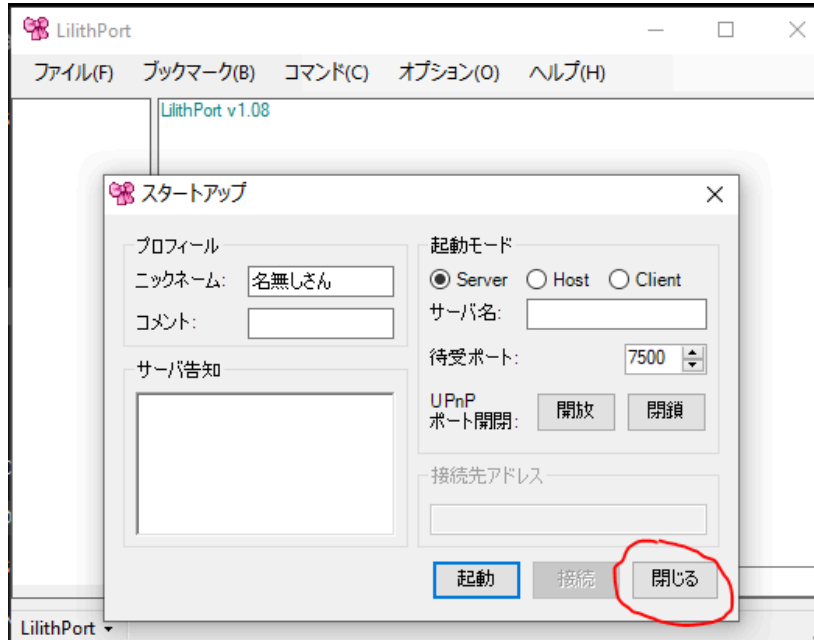 LilithPort
ファイル(F) ブックマーク(B) コマンド(C) オプション(O) ヘルプ(H)
LilithPort v1.08
スタートアップ
プロフィール
ニックネーム: 名無しさん
コメント:
サーバ告知
起動モード
Server Host Client
サーバ名:
待受ポート: 7500
UPnP
ポート開閉: 開放 閉鎖
接続先アドレス
起動 接続 閉じる
LilithPort